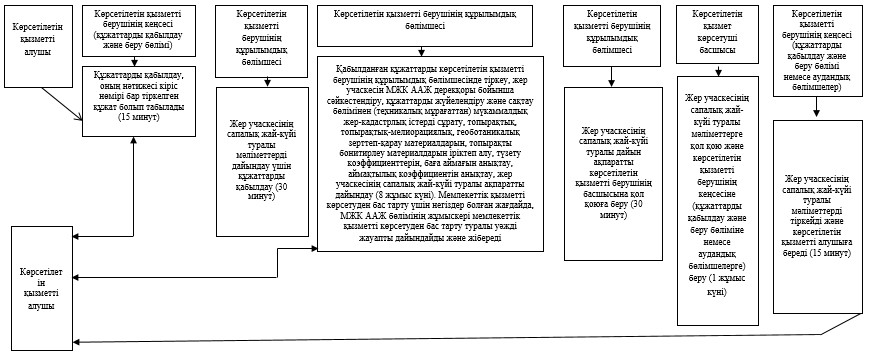 Көрсетілетін
қызметті
алушы
Көрсетілетін қызметті
берушінің кеңсесі
(құжаттарды қабылдау
және беру бөлімі)
Құжаттарды қабылдау,
оның нәтижесі кіріс
нөмірі бар тіркелген
құжат болып табылады
(15 минут)
Көрсетілетін
қызметті
берушінің
құрылымдық
бөлімшесі
Жер учаскесінің
сапалық жай-күйі
туралы
мәліметтерді
дайындау үшін
құжаттарды
қабылдау (30
минут)
Көрсетілетін қызметті берушінің құрылымдық
бөлімшесі
Қабылданған құжаттарды көрсетілетін қызметті
берушінің құрылымдық бөлімшесінде тіркеу, жер
учаскесін МЖК ААЖ дерекқоры бойынша
сәйкестендіру, құжаттарды жүйелендіру және сақтау
бөлімінен (техникалық мұрағаттан) мұқаммалдық
жер-кадастрлық істерді сұрату, топырақтық,
топырақтық-мелиорациялық, геоботаникалық
зерттеп-қарау материалдарын, топырақты
бонитирлеу материалдарын іріктеп алу, түзету
коэффициенттерін, баға аймағын анықтау,
аймақтылық коэффициентін анықтау, жер
учаскесінің сапалық жай-күйі туралы ақпаратты
дайындау (8 жұмыс күні). Мемлекеттік қызметті
көрсетуден бас тарту үшін негіздер болған жағдайда,
МЖК ААЖ бөлімінің жұмыскері мемлекеттік
қызметті көрсетуден бас тарту туралы уәжді
жауапты дайындайды және жібереді
Көрсетілетін
қызметті берушінің
құрылымдық
бөлімшесі
Жер учаскесінің
сапалық жай-күйі
туралы дайын
ақпаратты
көрсетілетін
қызметті берушінің
басшысына қол
қоюға беру (30
минут)
Көрсетілетін
қызмет
көрсетуші
басшысы
Жер учаскесінің
сапалық жай-
күйі туралы
мәліметтерге
қол қою және
көрсетілетін
қызметті
берушінің
кеңсесіне
(құжаттарды
қабылдау және
беру бөліміне
немесе
аудандық
бөлімшелерге)
беру (1 жұмыс
күні)
Көрсетілетін қызметті
берушінің кеңсесі
(құжаттарды
қабылдау және
беру бөлімі
немесе аудандық
бөлімшелер)
Жер учаскесінің
сапалық жай-күйі
туралы
мәліметтерді
тіркейді және
көрсетілетін
қызметті алушыға
береді (15 минут)
Көрсетілет
ін
қызметті
алушы